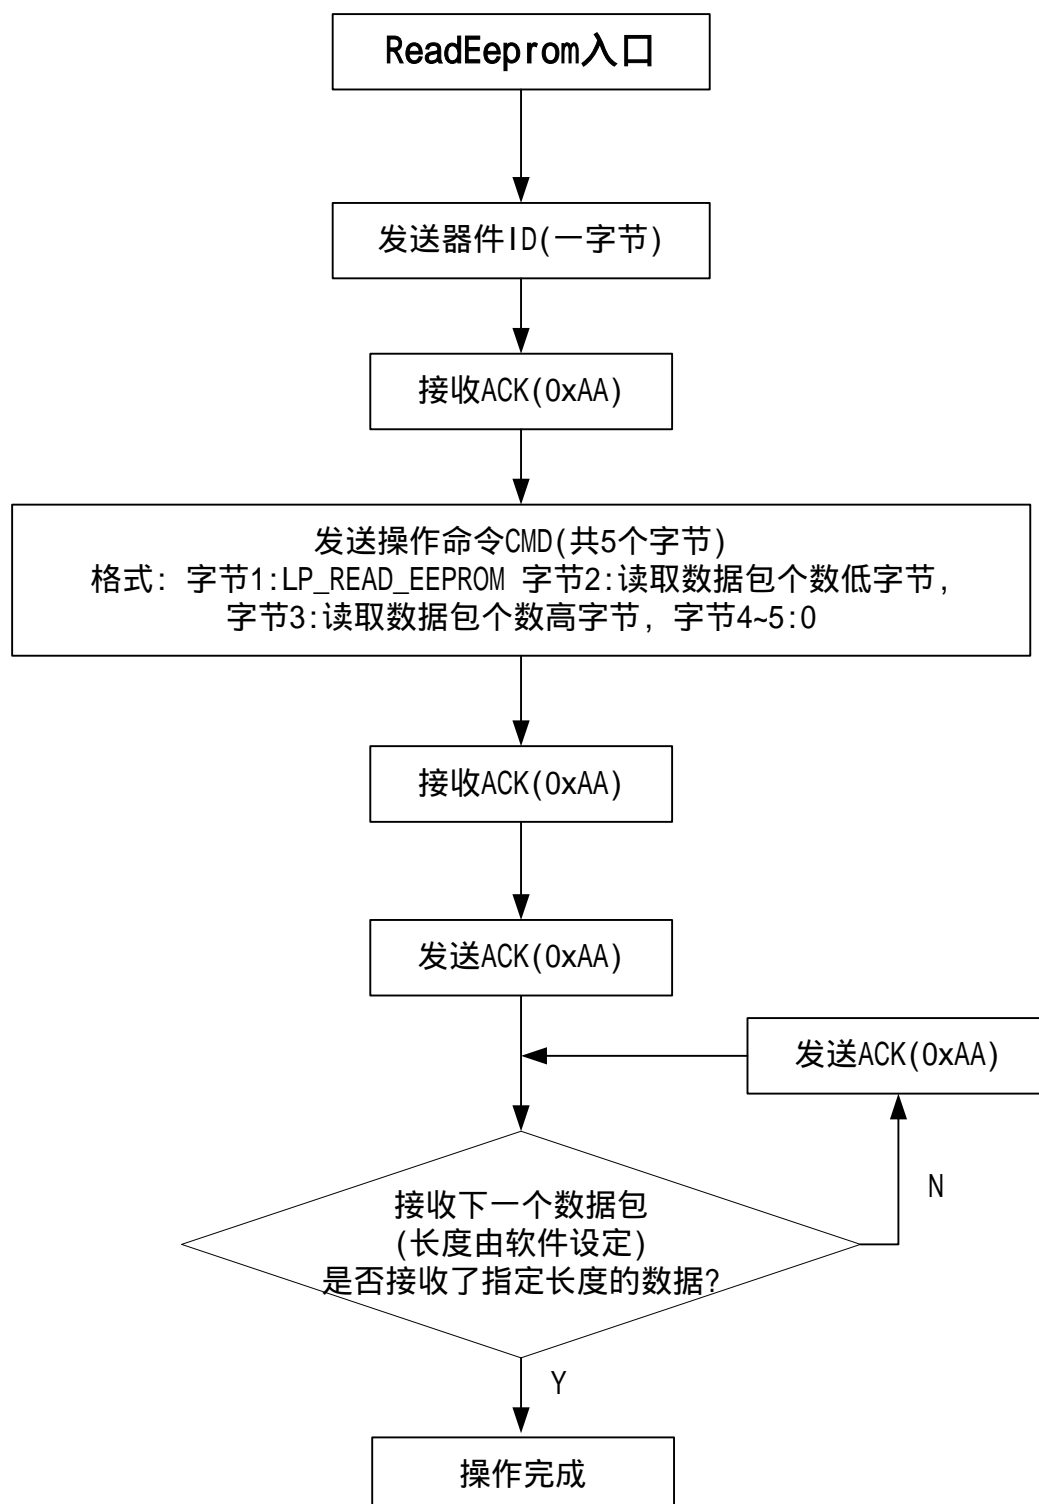 ReadEeprom入口
发送器件ID(一字节)
接收ACK(0xAA)
发送操作命令CMD(共5个字节)
格式: 字节1:LP_READ_EEPROM 字节2:读取数据包个数低字节,
字节3:读取数据包个数高字节, 字节4~5:0
接收ACK(0xAA)
发送ACK(0xAA)
发送ACK(0xAA)
N
接收下一个数据包
(长度由软件设定)
是否接收了指定长度的数据?
Y
操作完成